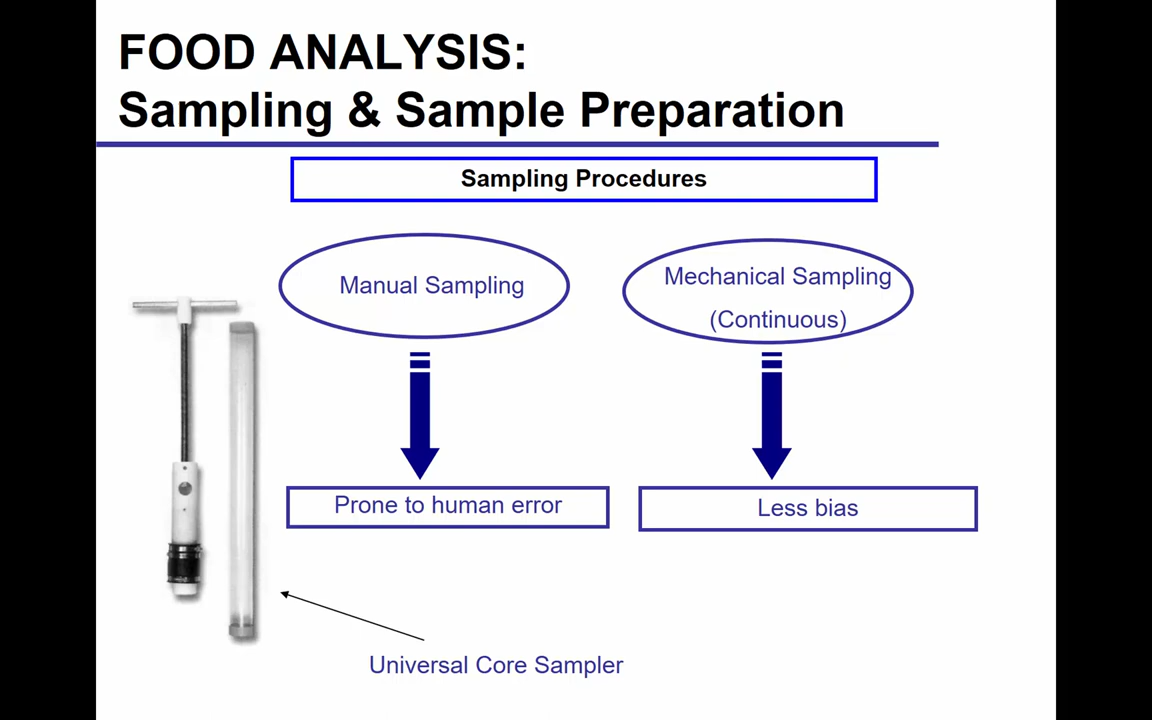 FOOD ANALYSIS:
Sampling & Sample Preparation
Sampling Procedures
Manual Sampling
Mechanical Sampling
(Continuous)
Prone to human error
Less bias
Universal Core Sampler